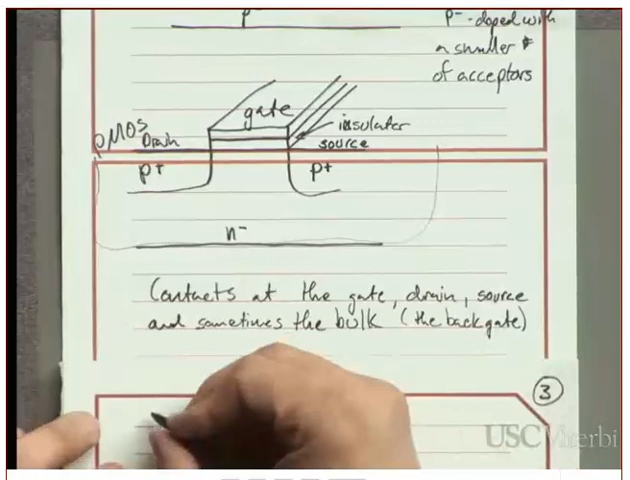 p-
p- -doped with
a smaller #
of acceptors
gate
pMOS
Drain
insulator
source
p+
p+
n-
Contacts at the gate, drain, source
and sometimes the bulk (the backgate)
3
USC Viterbi